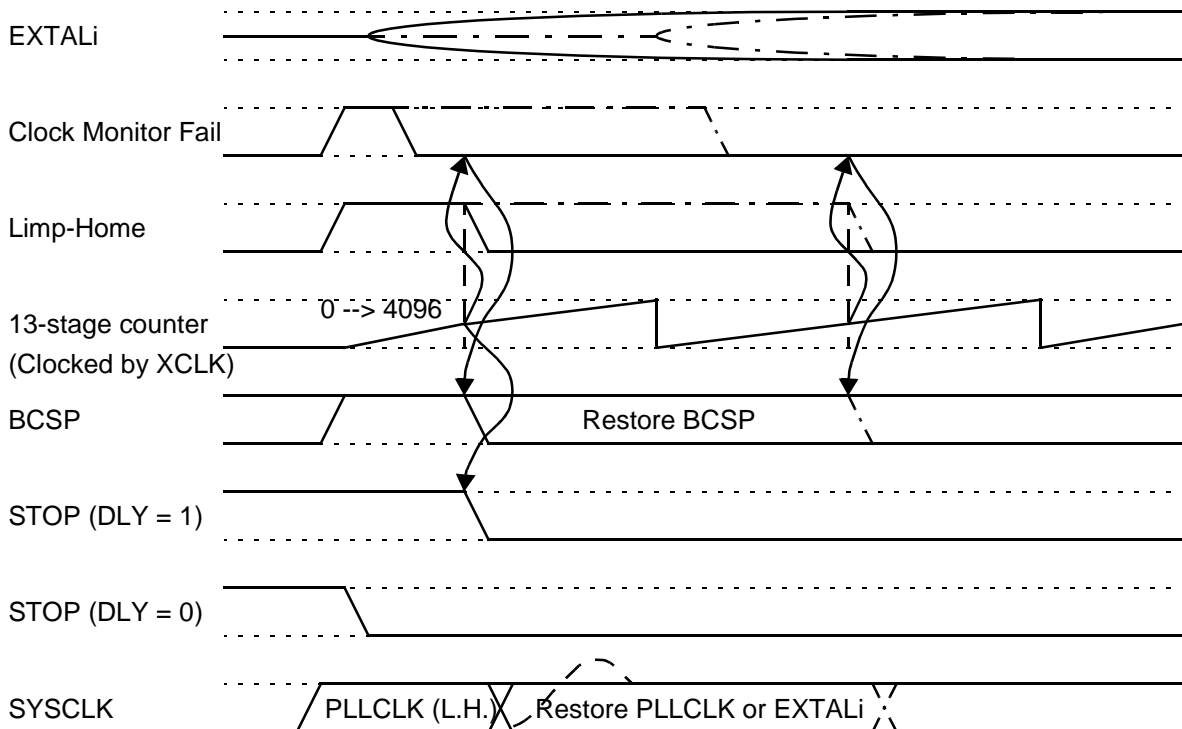 EXTALi
Clock Monitor Fail
Limp-Home
0 --> 4096
13-stage counter
(Clocked by XCLK)
BCSP
Restore BCSP
STOP (DLY = 1)
STOP (DLY = 0)
SYSCLK
PLLCLK (L.H.)
Restore PLLCLK or EXTALi